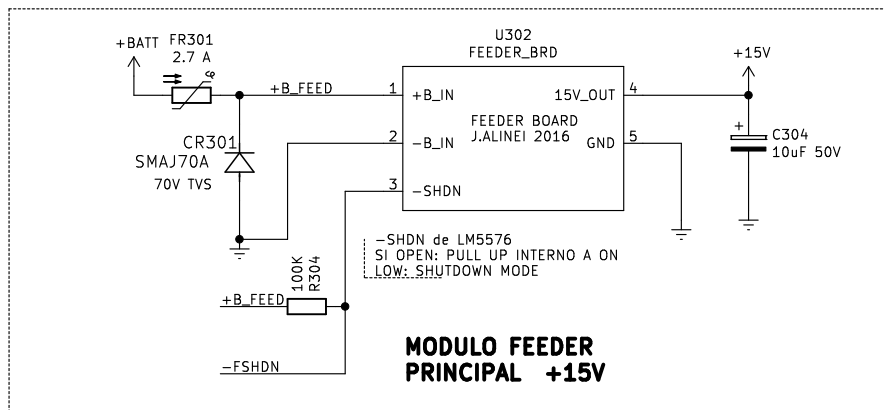 U302
FEEDER_BRD
+BATT
FR301
2.7 A
+15V
+B_FEED
1
+B_IN
15V_OUT
4
FEEDER BOARD
J.ALINEI 2016
2
-B_IN
GND
5
+
C304
10uF 50V
CR301
SMAJ70A
70V TVS
3
-SHDN
-SHDN de LM5576
SI OPEN: PULL UP INTERNO A ON
LOW: SHUTDOWN MODE
100K
R304
+B_FEED
-FSHDN
MODULO FEEDER
PRINCIPAL +15V